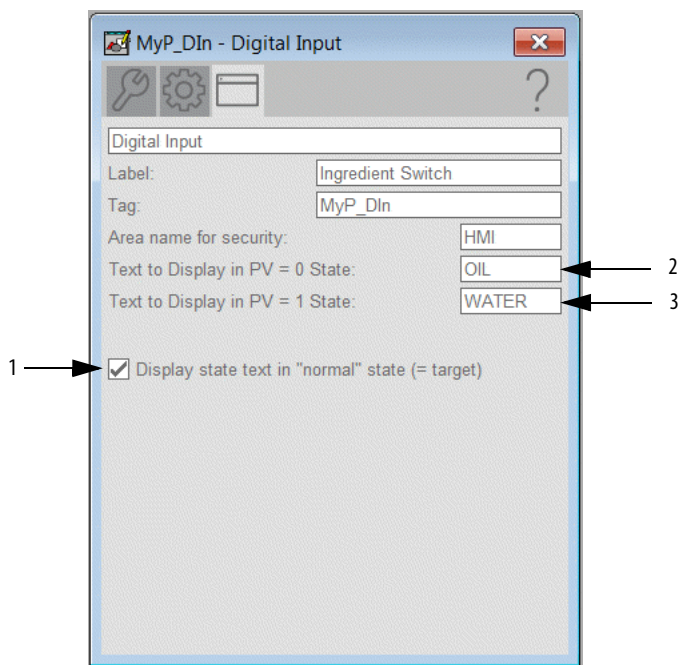 MyP_DIn - Digital Input
?
Digital Input
Label: Ingredient Switch
Tag: MyP_DIn
Area name for security: HMI
Text to Display in PV = 0 State: OIL 2
Text to Display in PV = 1 State: WATER 3
1 Display state text in "normal" state (= target)